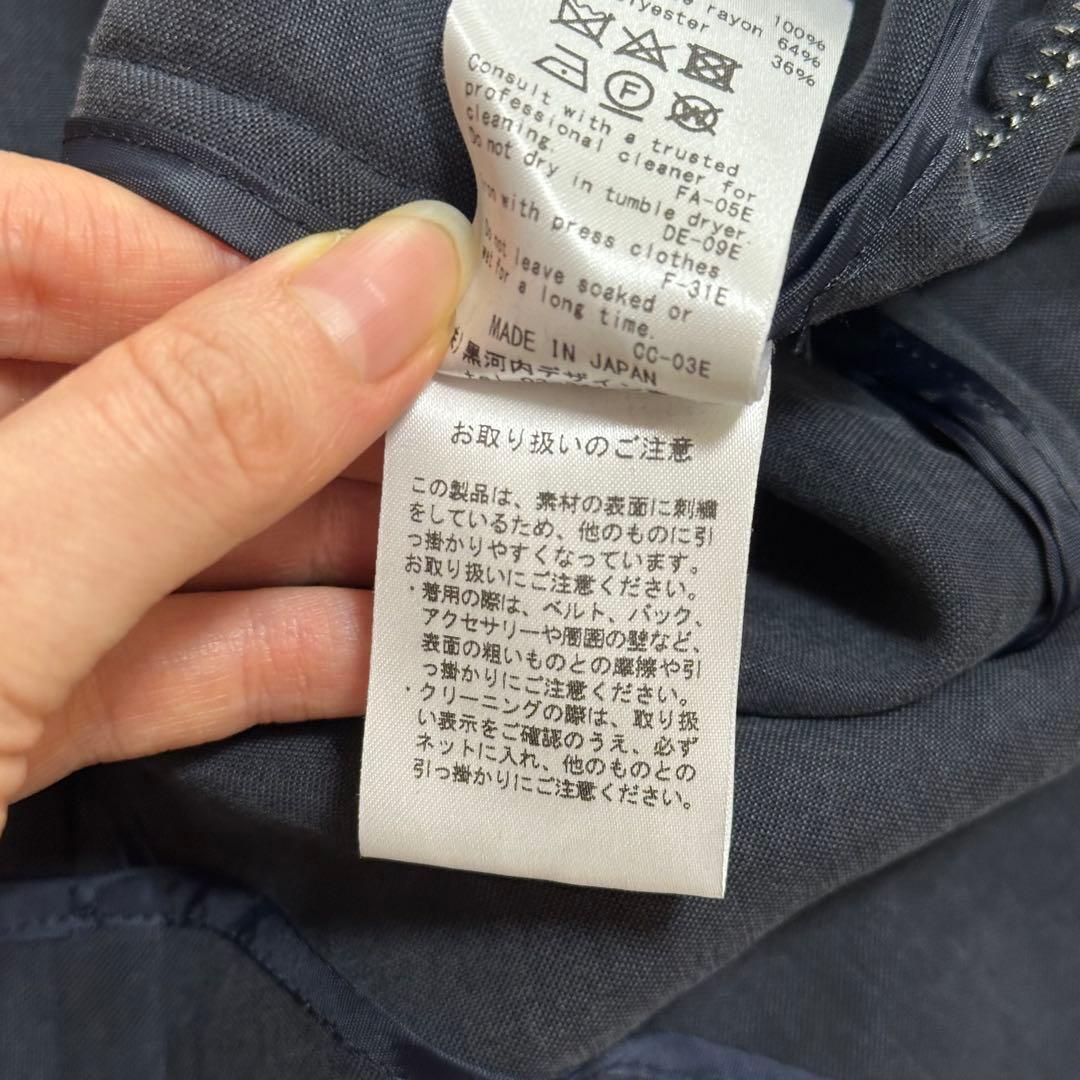 rayon 100%
64%
36%
F
W
Consult with a trusted
professional cleaner for
cleaning.
FA-05E
Do not dry in tumble dryer.
DE-09E
with press clothes
F-31E
not leave soaked or
wet for a long time.
CC-03E
MADE IN JAPAN
黒河内デザイン
お取り扱いのご注意
この製品は、素材の表面に刺繍
をしているため、他のものに引
っ掛かりやすくなっています。
お取り扱いにご注意ください。
・着用の際は、ベルト、バック、
アクセサリーや周囲の壁など、
表面の粗いものとの摩擦や引
っ掛かりにご注意ください。
・クリーニングの際は、取り扱
い表示をご確認のうえ、必ず
ネットに入れ、他のものとの
引っ掛かりにご注意ください。